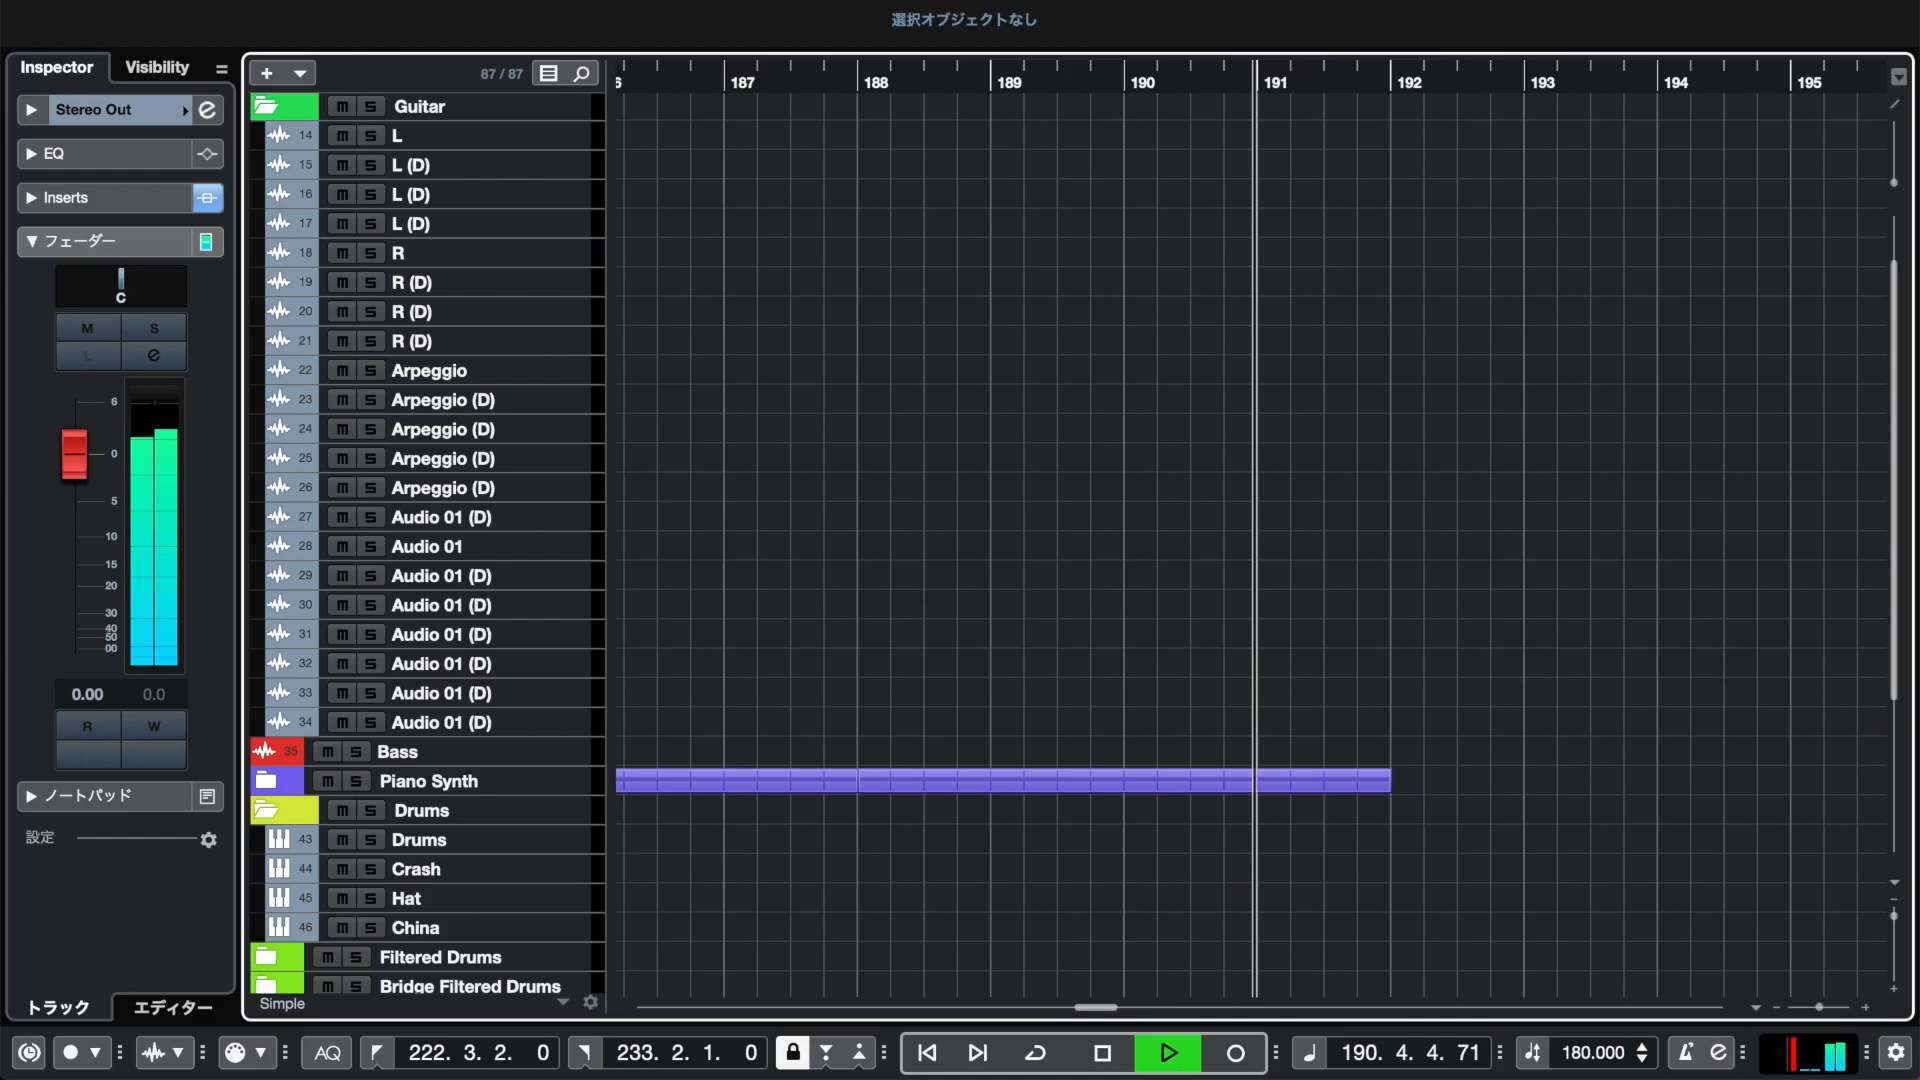 選択オブジェクトなし
Inspector
Visibility
Stereo Out
EQ
Inserts
フェーダー
C
M S
L
6
0
5
10
15
20
30
40
50
00
0.00 0.0
R W
ノートパッド
設定
トラック
エディター
87 / 87
187 188 189 190 191 192 193 194 195
m S Guitar
14 m S L
15 m S L (D)
16 m S L (D)
17 m S L (D)
18 m S R
19 m S R (D)
20 m S R (D)
21 m S R (D)
22 m S Arpeggio
23 m S Arpeggio (D)
24 m S Arpeggio (D)
25 m S Arpeggio (D)
26 m S Arpeggio (D)
27 m S Audio 01 (D)
28 m S Audio 01
29 m S Audio 01 (D)
30 m S Audio 01 (D)
31 m S Audio 01 (D)
32 m S Audio 01 (D)
33 m S Audio 01 (D)
34 m S Audio 01 (D)
35 m S Bass
m S Piano Synth
m S Drums
43 m S Drums
44 m S Crash
45 m S Hat
46 m S China
m S Filtered Drums
m S Bridge Filtered Drums
Simple
AQ
222. 3. 2. 0
233. 2. 1. 0
190. 4. 4. 71
180.000